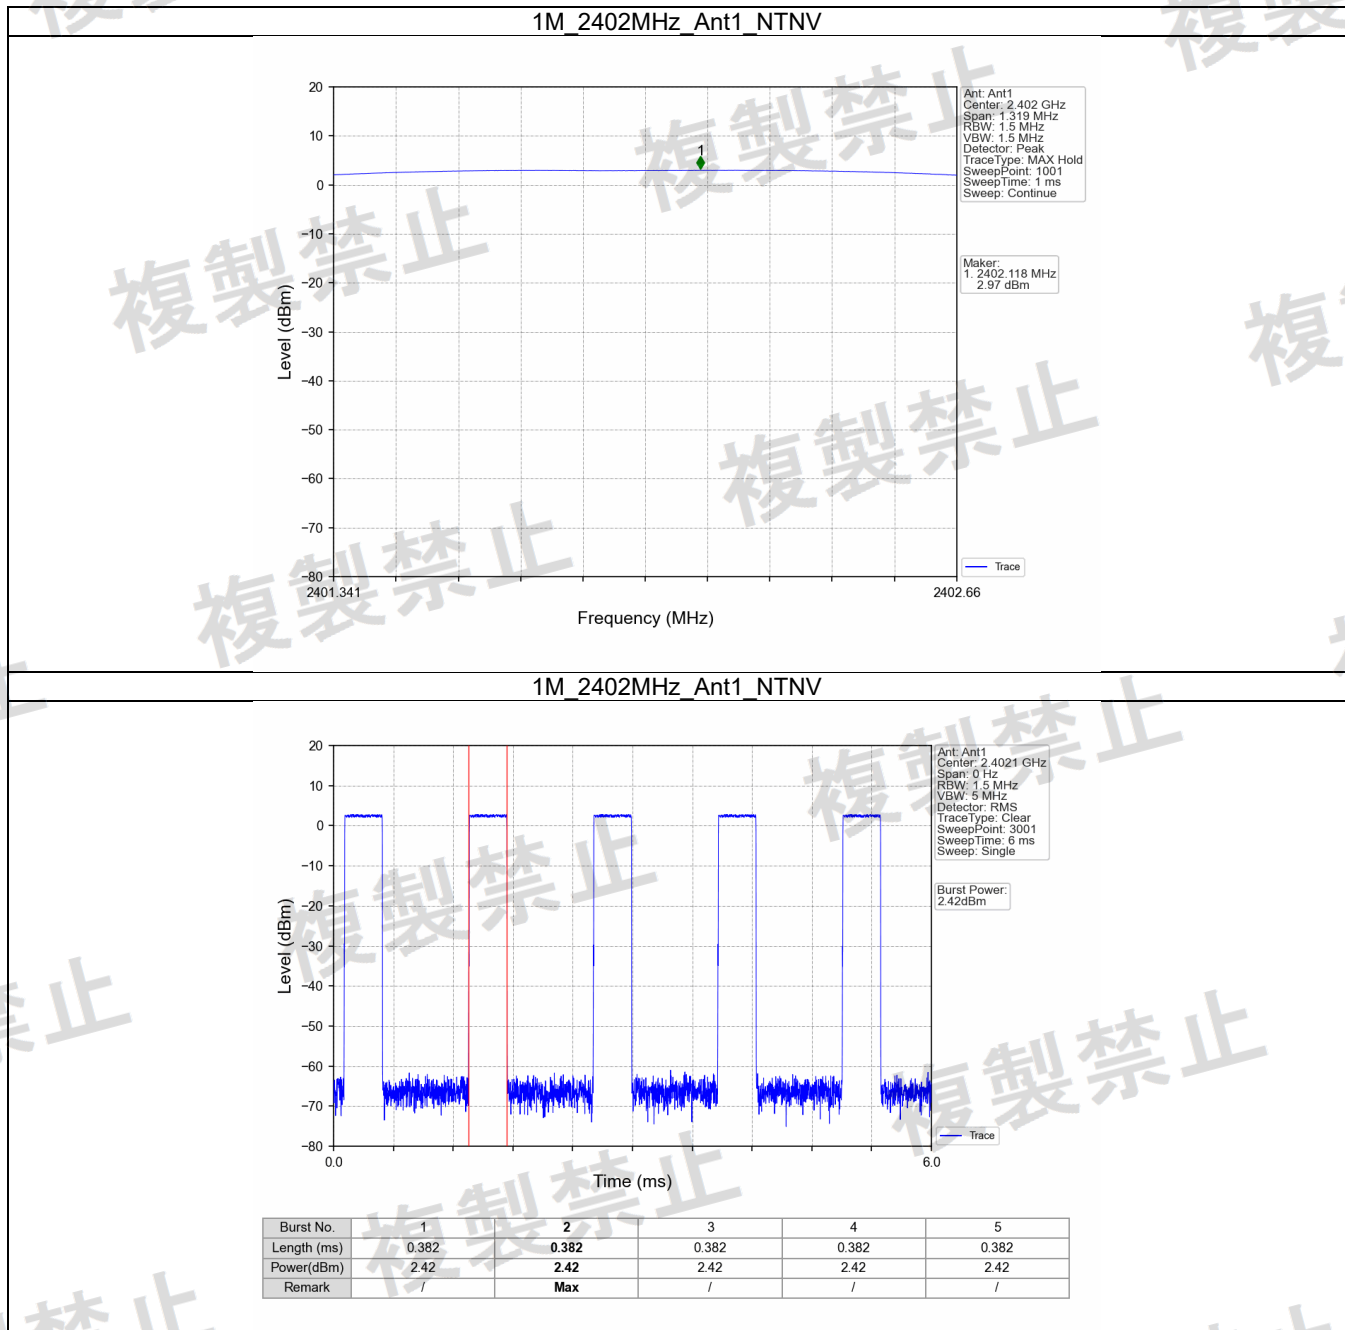 1M_2402MHz_Ant1_NTNV
20
10
0
−10
−20
−30
−40
−50
−60
−70
−80
Level (dBm)
2401.341
2402.66
Frequency (MHz)
1
Ant: Ant1
Center: 2.402 GHz
Span: 1.319 MHz
RBW: 1.5 MHz
VBW: 1.5 MHz
Detector: Peak
TraceType: MAX Hold
SweepPoint: 1001
SweepTime: 1 ms
Sweep: Continue
Maker:
1. 2402.118 MHz
2.97 dBm
Trace
1M_2402MHz_Ant1_NTNV
20
10
0
−10
−20
−30
−40
−50
−60
−70
−80
Level (dBm)
0.0
6.0
Time (ms)
Ant: Ant1
Center: 2.4021 GHz
Span: 0 Hz
RBW: 1.5 MHz
VBW: 5 MHz
Detector: RMS
TraceType: Clear
SweepPoint: 3001
SweepTime: 6 ms
Sweep: Single
Burst Power:
2.42dBm
Trace
Burst No. 1 2 3 4 5
Length (ms) 0.382 0.382 0.382 0.382 0.382
Power(dBm) 2.42 2.42 2.42 2.42 2.42
Remark / Max / / /
複製禁止
複製禁止
複製禁止
複製禁止
複製禁止
複製禁止
複製禁止
複製禁止